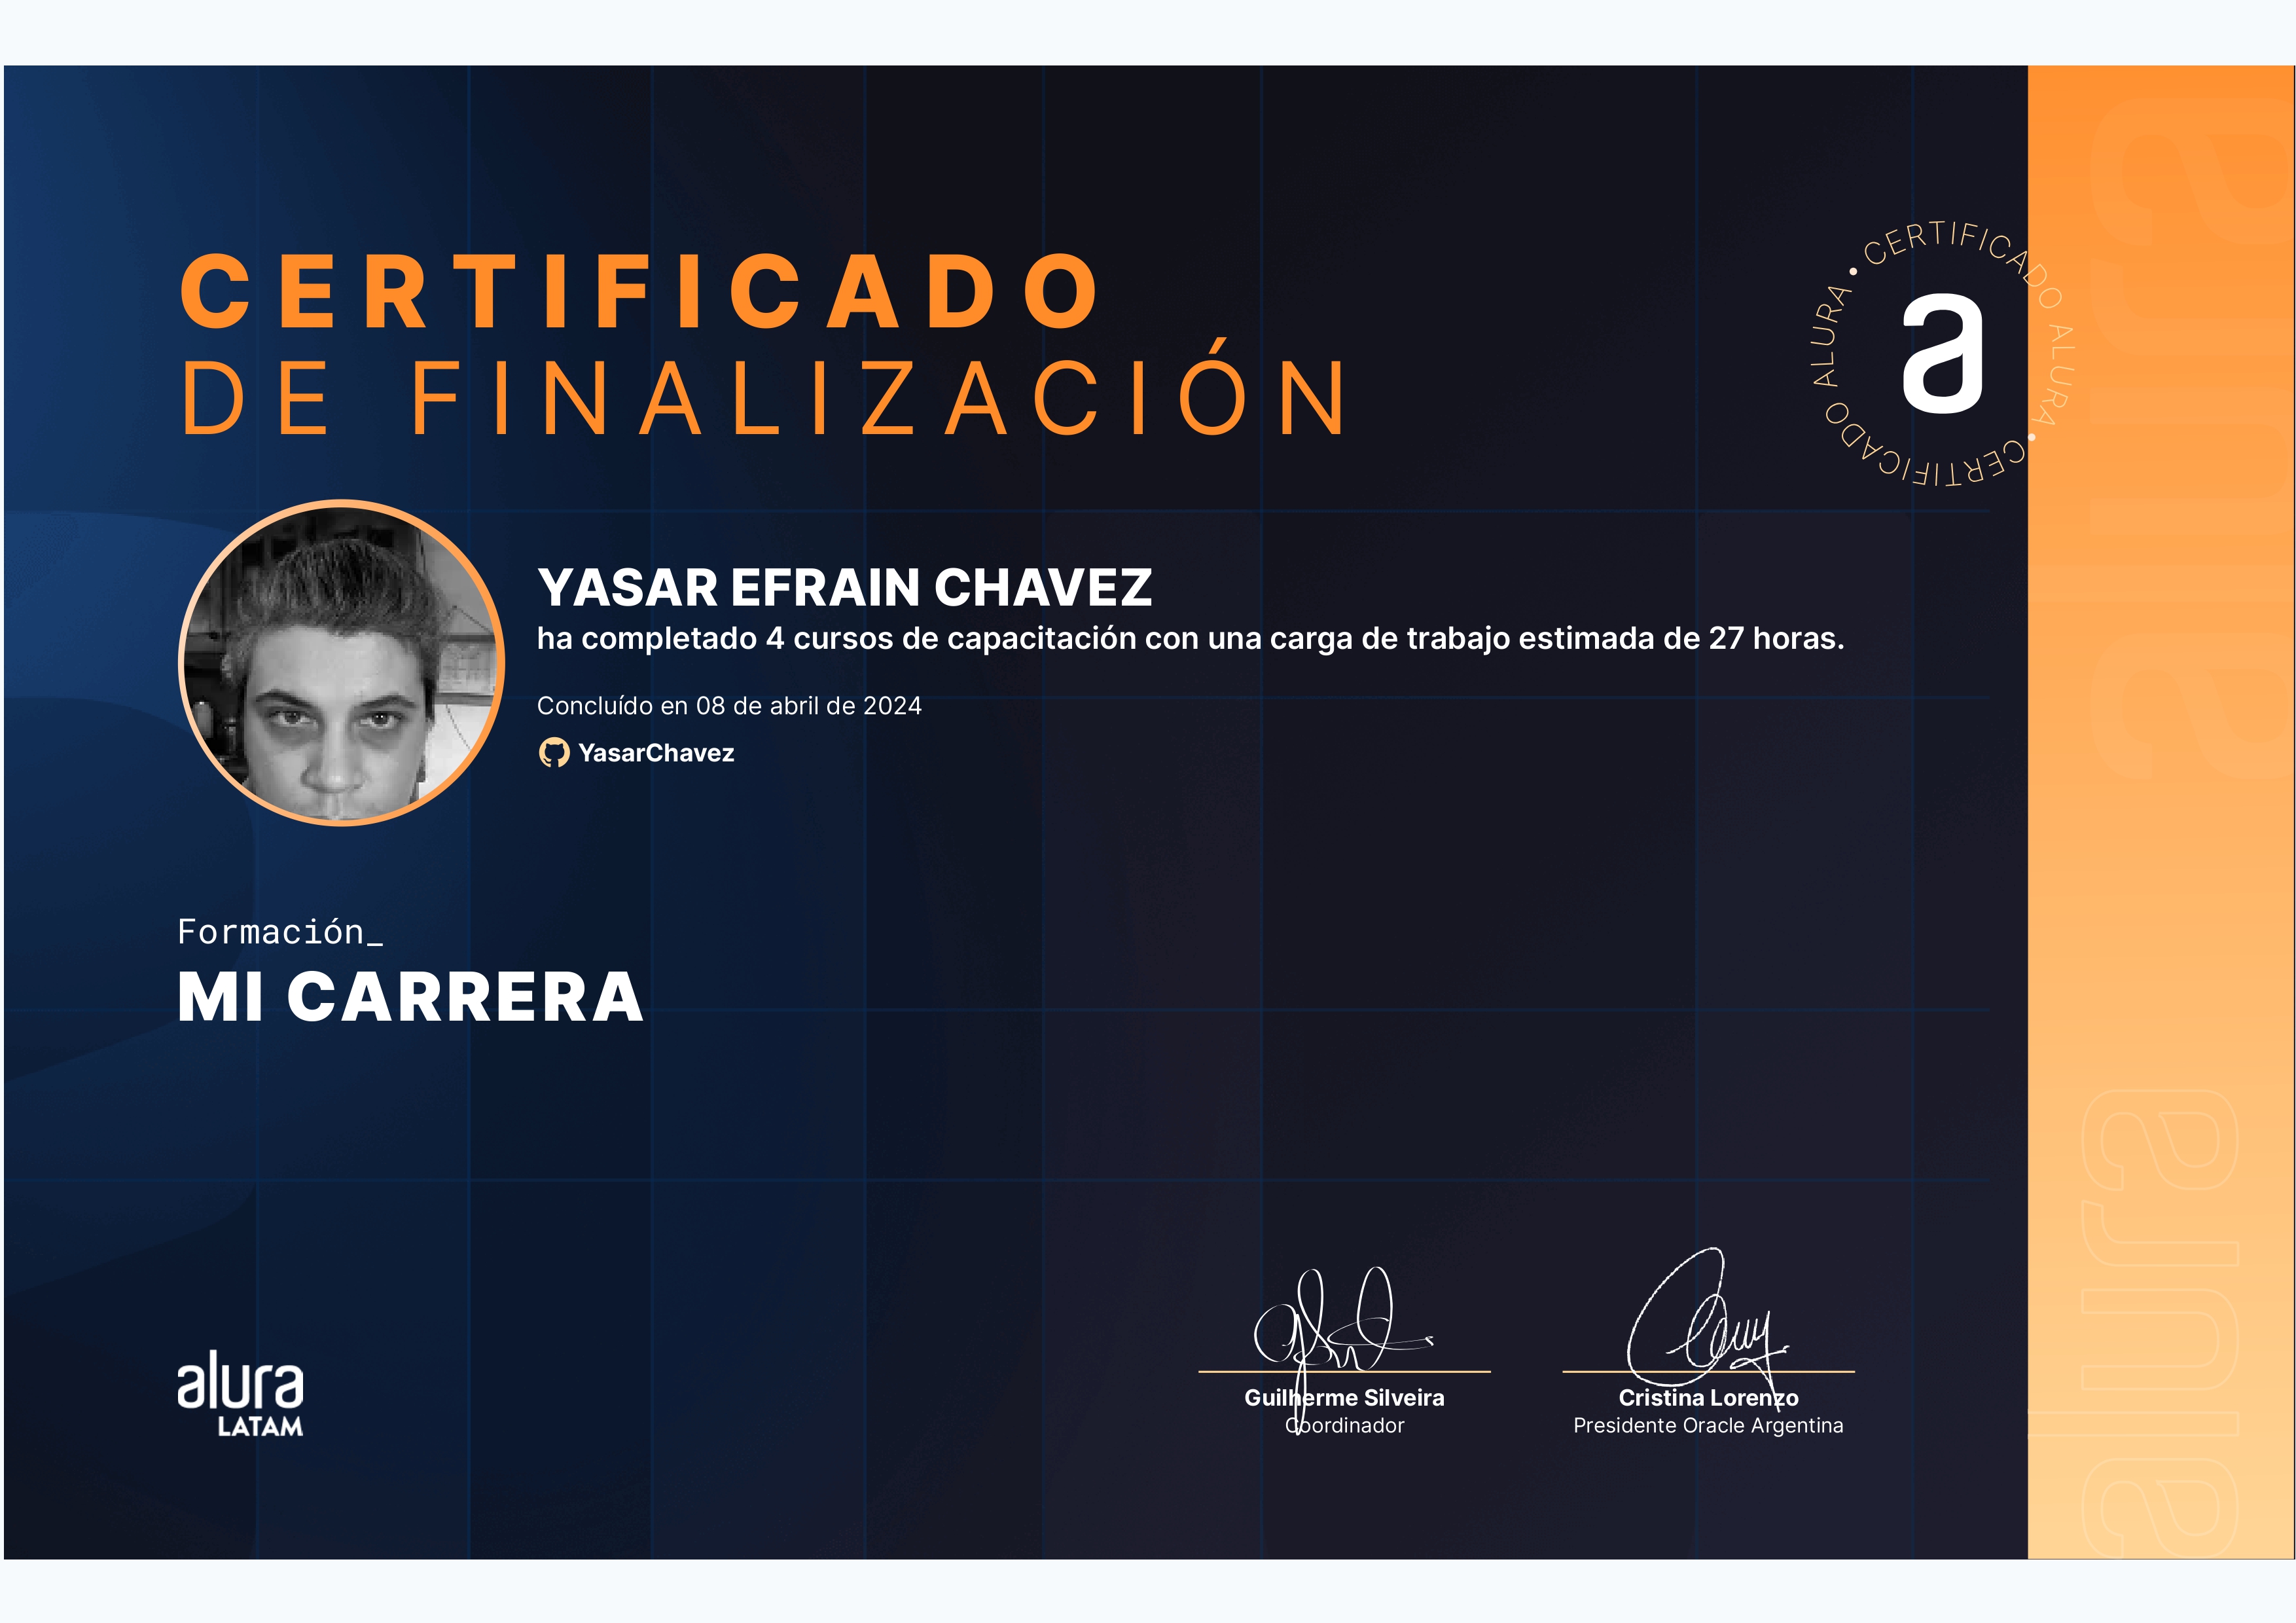 CERTIFICADO
DE FINALIZACIÓN
• CERTIFICADO ALURA • CERTIFICADO ALURA
a
YASAR EFRAIN CHAVEZ
ha completado 4 cursos de capacitación con una carga de trabajo estimada de 27 horas.
Concluído en 08 de abril de 2024
YasarChavez
Formación_
MI CARRERA
alura
LATAM
Guilherme Silveira
Coordinador
Cristina Lorenzo
Presidente Oracle Argentina
alura
alura